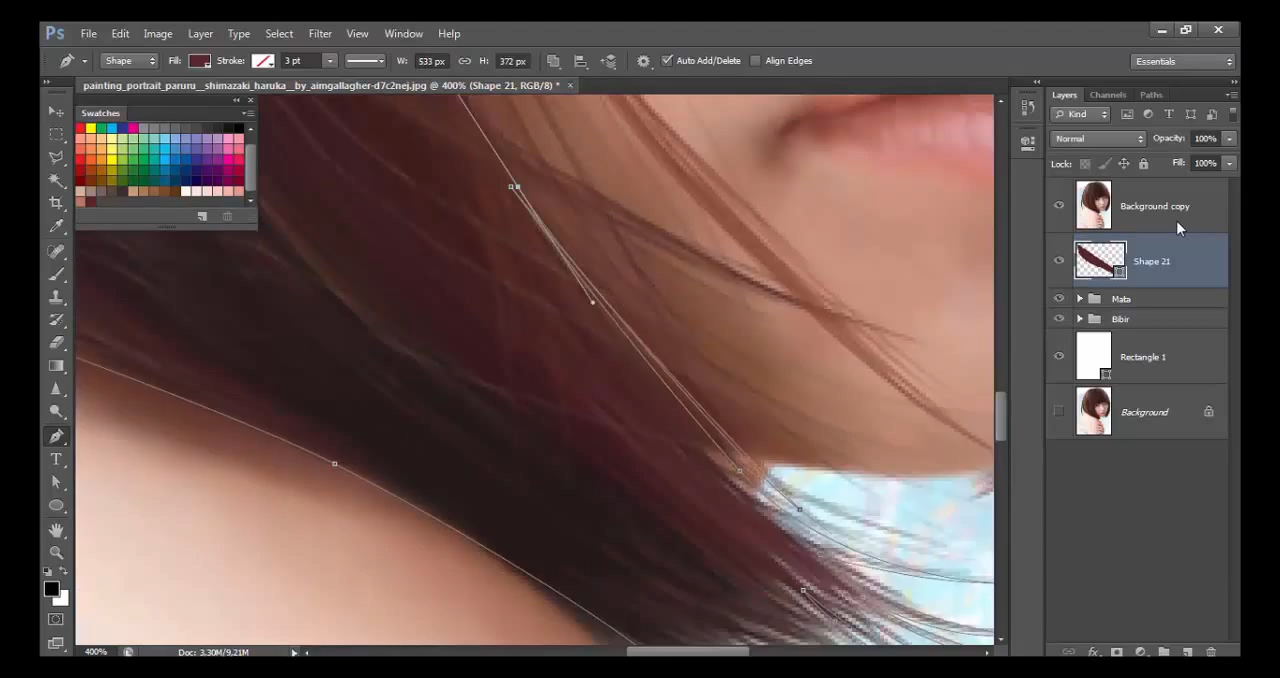 Ps File Edit Image Layer Type Select Filter View Window Help
Shape Fill: Stroke: 3 pt W: 533 px H: 372 px Auto Add/Delete Align Edges Essentials
painting_portrait_paruru__shimazaki_haruka__by_aimgallagher-d7c2nej.jpg @ 400% (Shape 21, RGB/8) * ×
Swatches
Layers Channels Paths
Kind
Normal Opacity: 100%
Lock: Fill: 100%
Background copy
Shape 21
Mata
Bibir
Rectangle 1
Background
400% Doc: 3.30M/9.21M